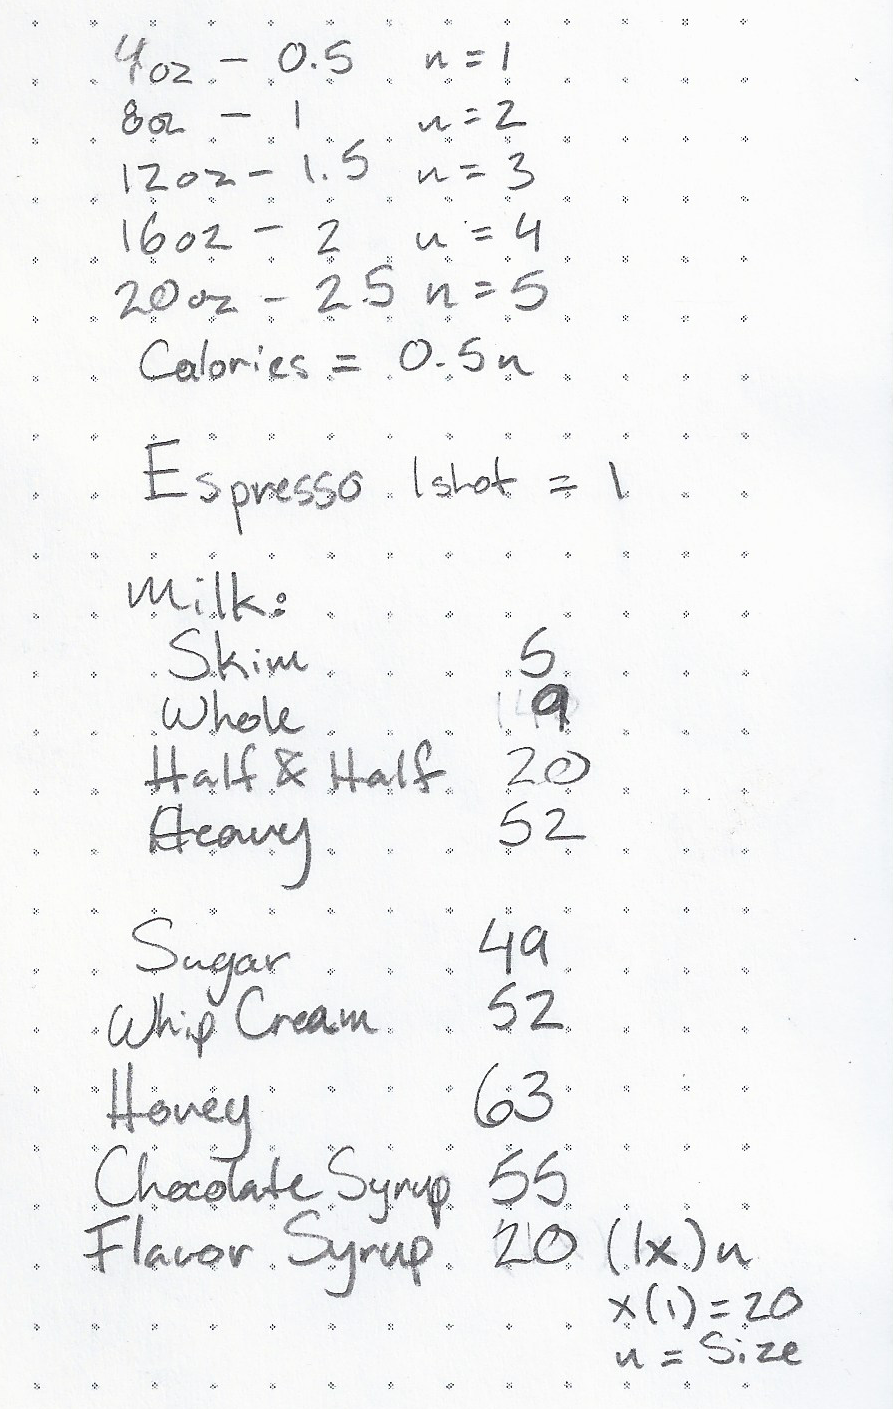 4oz - 0.5 n=1
8oz - 1 n=2
12oz - 1.5 n=3
16oz - 2 n=4
20oz - 2.5 n=5
Calories = 0.5n
Espresso 1shot = 1
Milk:
Skim 5
Whole 9
Half & Half 20
Heavy 52
Sugar 49
Whip Cream 52
Honey 63
Chocolate Syrup 55
Flavor Syrup 20 (1x)n
x(1)=20
n = Size